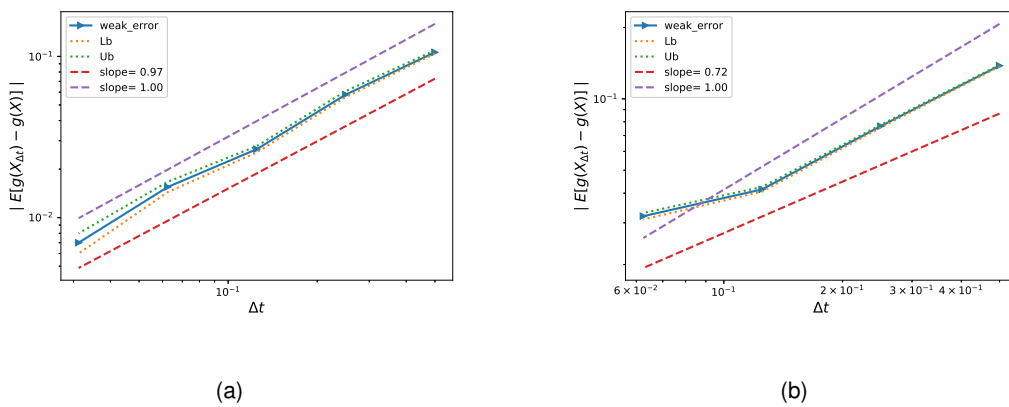 weak_error
Lb
Ub
slope= 0.97
slope= 1.00
| E[g(X_Δt) − g(X)] |
10⁻¹
10⁻²
10⁻¹
Δt
(a)
weak_error
Lb
Ub
slope= 0.72
slope= 1.00
| E[g(X_Δt) − g(X)] |
10⁻¹
6 × 10⁻²
10⁻¹
2 × 10⁻¹
3 × 10⁻¹
4 × 10⁻¹
Δt
(b)